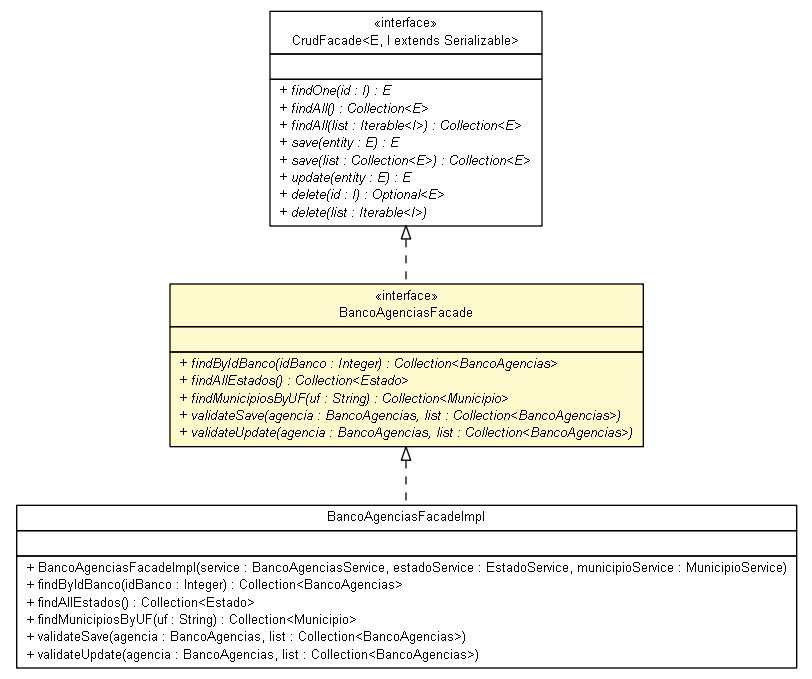 «interface»
CrudFacade<E, I extends Serializable>
+ findOne(id : I) : E
+ findAll() : Collection<E>
+ findAll(list : Iterable<I>) : Collection<E>
+ save(entity : E) : E
+ save(list : Collection<E>) : Collection<E>
+ update(entity : E) : E
+ delete(id : I) : Optional<E>
+ delete(list : Iterable<I>)
«interface»
BancoAgenciasFacade
+ findByIdBanco(idBanco : Integer) : Collection<BancoAgencias>
+ findAllEstados() : Collection<Estado>
+ findMunicipiosByUF(uf : String) : Collection<Municipio>
+ validateSave(agencia : BancoAgencias, list : Collection<BancoAgencias>)
+ validateUpdate(agencia : BancoAgencias, list : Collection<BancoAgencias>)
BancoAgenciasFacadeImpl
+ BancoAgenciasFacadeImpl(service : BancoAgenciasService, estadoService : EstadoService, municipioService : MunicipioService)
+ findByIdBanco(idBanco : Integer) : Collection<BancoAgencias>
+ findAllEstados() : Collection<Estado>
+ findMunicipiosByUF(uf : String) : Collection<Municipio>
+ validateSave(agencia : BancoAgencias, list : Collection<BancoAgencias>)
+ validateUpdate(agencia : BancoAgencias, list : Collection<BancoAgencias>)